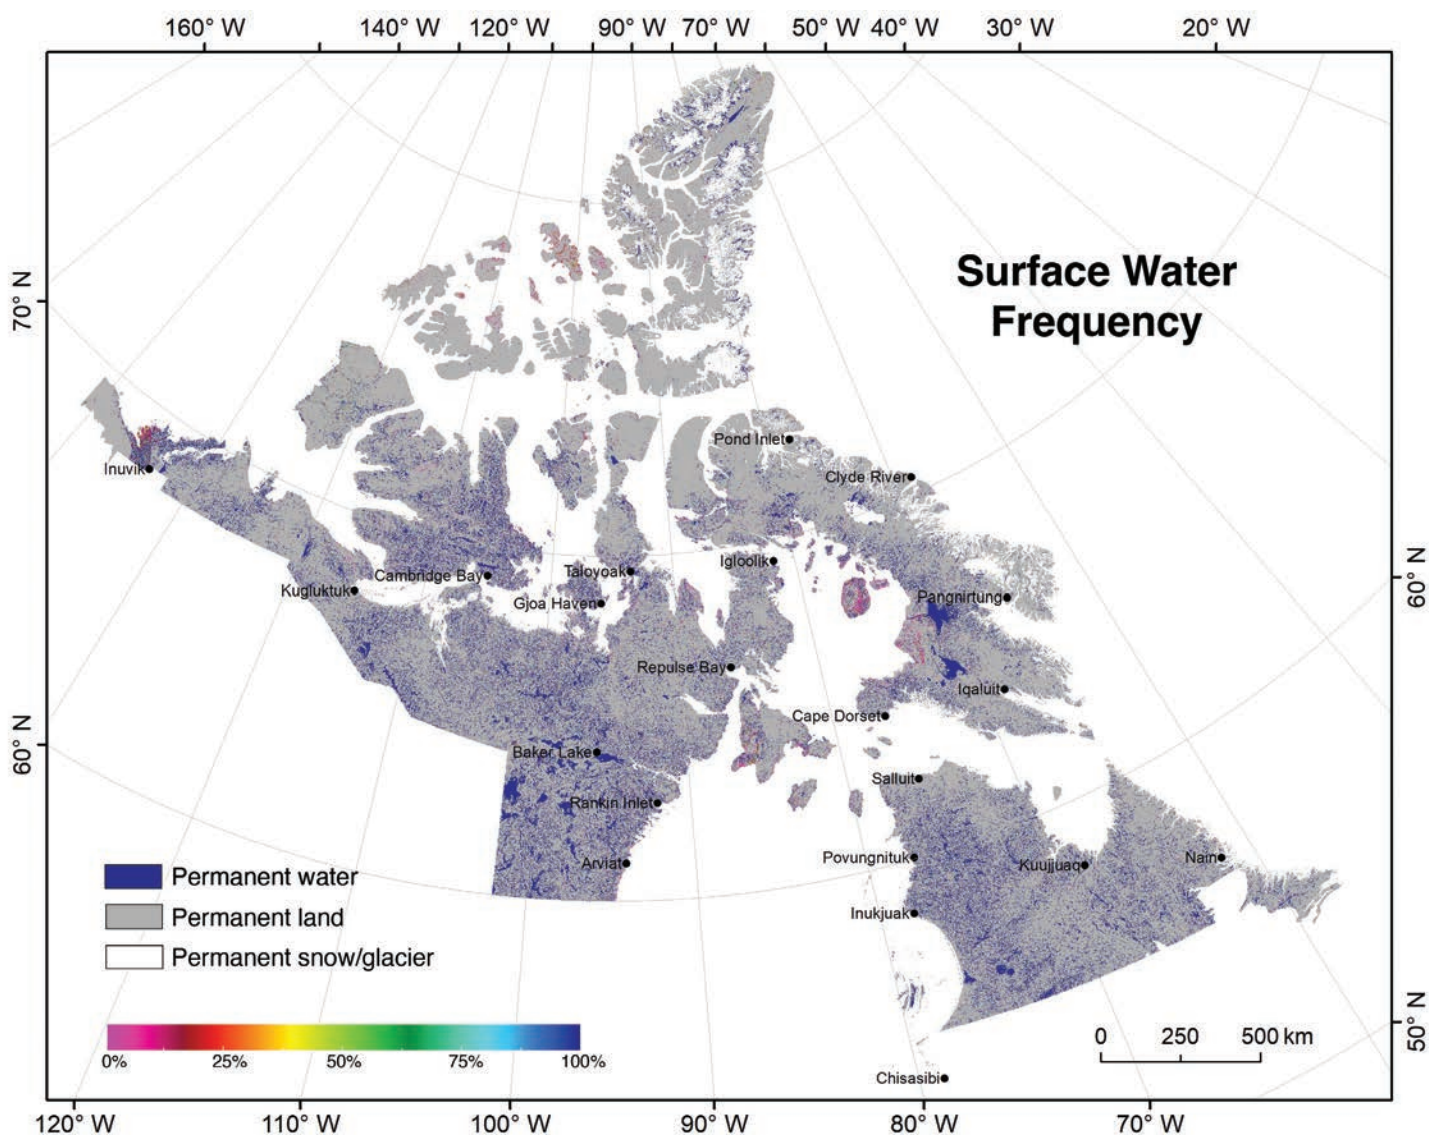 160° W 140° W 120° W 90° W 70° W 50° W 40° W 30° W 20° W
70° N
Surface Water
Frequency
Pond Inlet
Inuvik
Clyde River
Igloolik
Taloyoak
Cambridge Bay
Kugluktuk
60° N
Pangnirtung
Gjoa Haven
Repulse Bay
Iqaluit
Cape Dorset
60° N
Baker Lake
Salluit
Rankin Inlet
Povungnituk
Nain
Arviat
Kuujjuaq
Permanent water
Inukjuak
Permanent land
Permanent snow/glacier
50° N
0 250 500 km
0% 25% 50% 75% 100%
Chisasibi
120° W 110° W 100° W 90° W 80° W 70° W